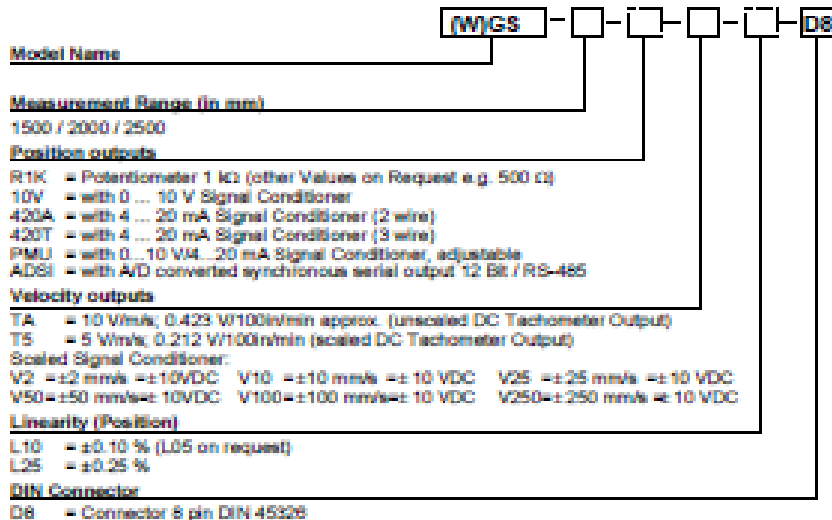 (W)GS - - - - - D8
Model Name
Measurement Range (in mm)
1500 / 2000 / 2500
Position outputs
R1K = Potentiometer 1 kΩ (other Values on Request e.g. 500 Ω)
10V = with 0 ... 10 V Signal Conditioner
420A = with 4 ... 20 mA Signal Conditioner (2 wire)
420T = with 4 ... 20 mA Signal Conditioner (3 wire)
PMU = with 0...10 V/4...20 mA Signal Conditioner, adjustable
ADSI = with A/D converted synchronous serial output 12 Bit / RS-485
Velocity outputs
TA = 10 V/m/s; 0.423 V/100in/min approx. (unscaled DC Tachometer Output)
T5 = 5 V/m/s; 0.212 V/100in/min (scaled DC Tachometer Output)
Scaled Signal Conditioner:
V2 =±2 mm/s =±10VDC V10 =±10 mm/s =± 10 VDC V25 =±25 mm/s =± 10 VDC
V50=±50 mm/s=± 10VDC V100=±100 mm/s=± 10 VDC V250=±250 mm/s =± 10 VDC
Linearity (Position)
L10 = ±0.10 % (L05 on request)
L25 = ±0.25 %
DIN Connector
D8 = Connector 8 pin DIN 45326